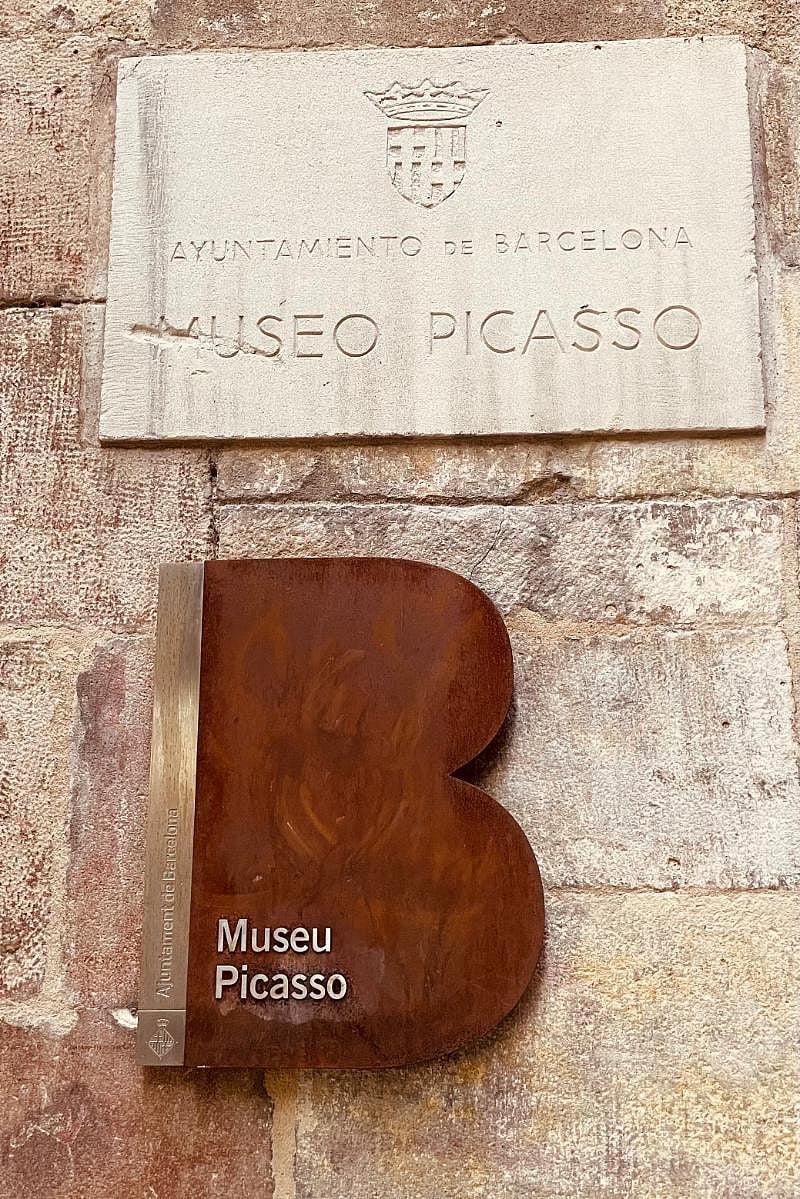 AYUNTAMIENTO DE BARCELONA
MUSEO PICASSO
Ajuntament de Barcelona
Museu
Picasso